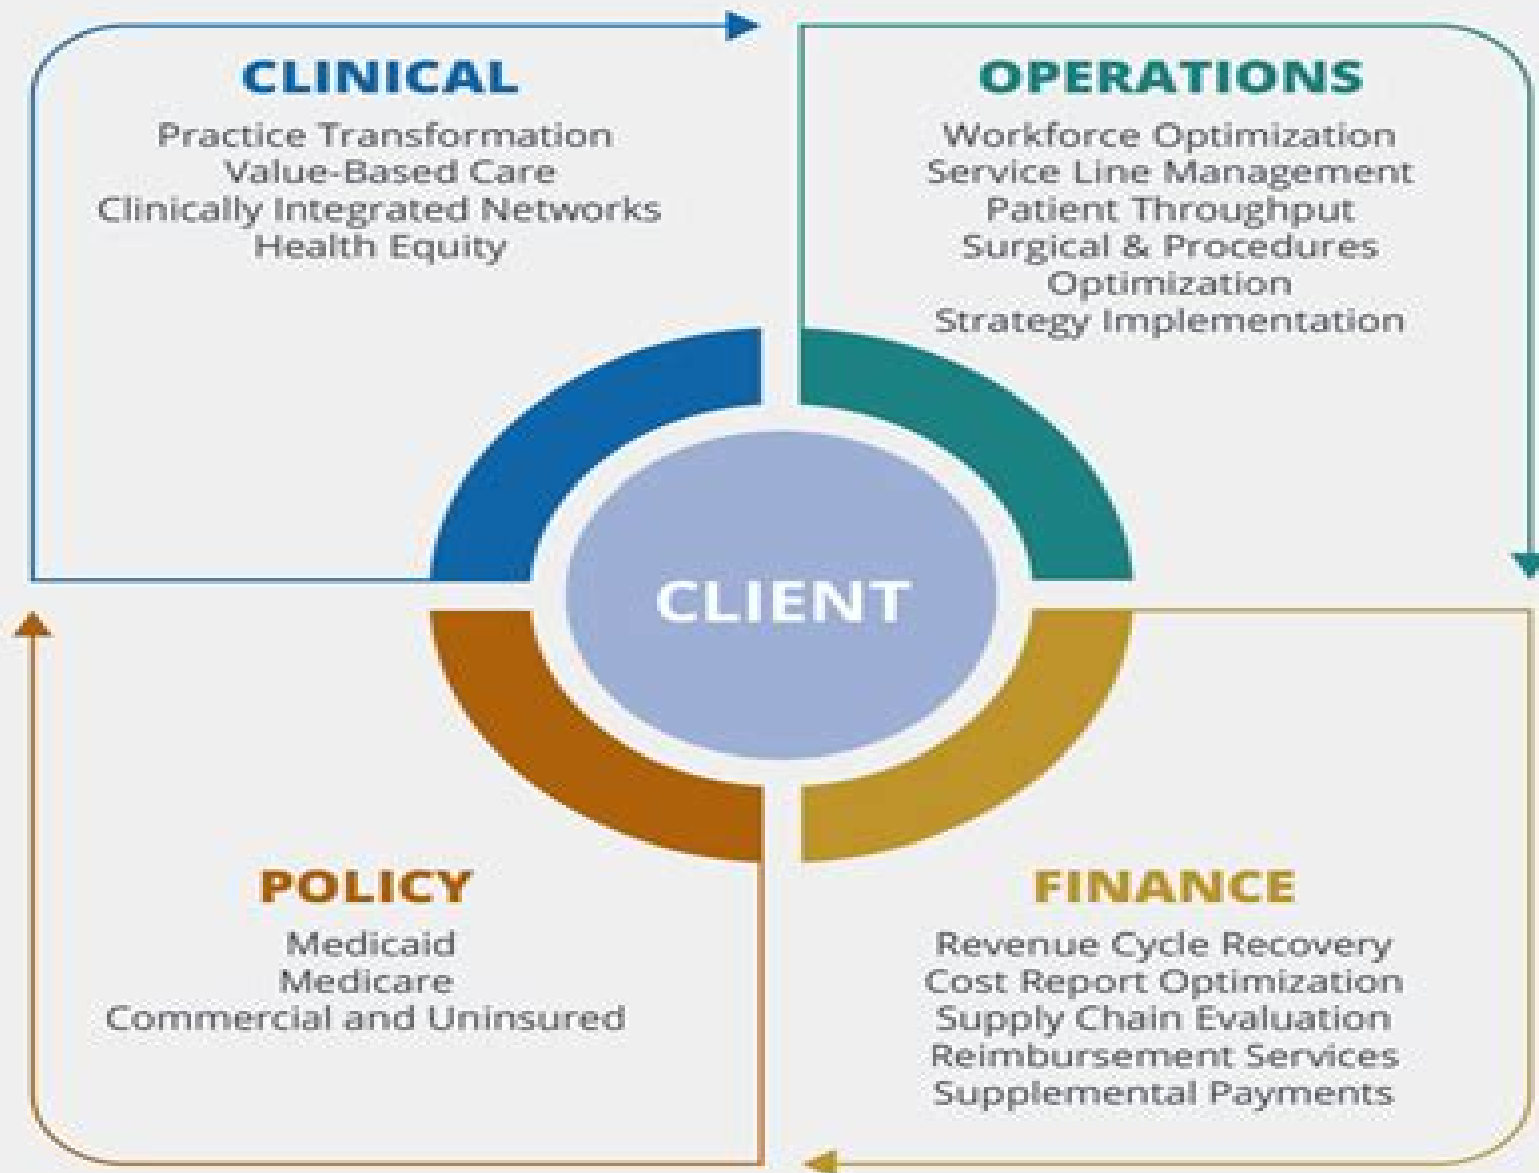 CLINICAL
Practice Transformation
Value-Based Care
Clinically Integrated Networks
Health Equity
OPERATIONS
Workforce Optimization
Service Line Management
Patient Throughput
Surgical & Procedures
Optimization
Strategy Implementation
CLIENT
POLICY
Medicaid
Medicare
Commercial and Uninsured
FINANCE
Revenue Cycle Recovery
Cost Report Optimization
Supply Chain Evaluation
Reimbursement Services
Supplemental Payments